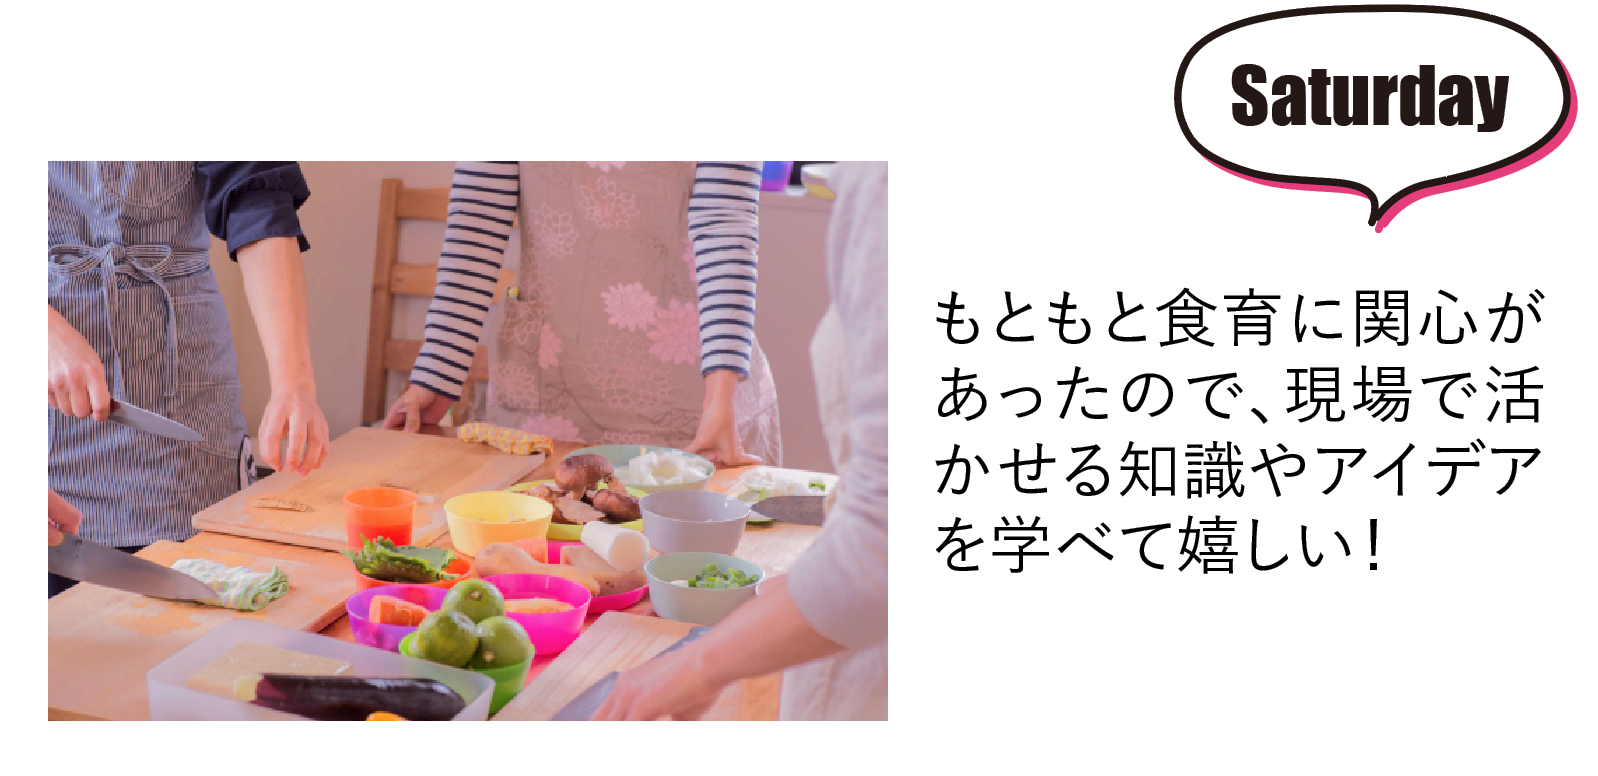 Saturday
もともと食育に関心が
あったので、現場で活
かせる知識やアイデア
を学べて嬉しい！